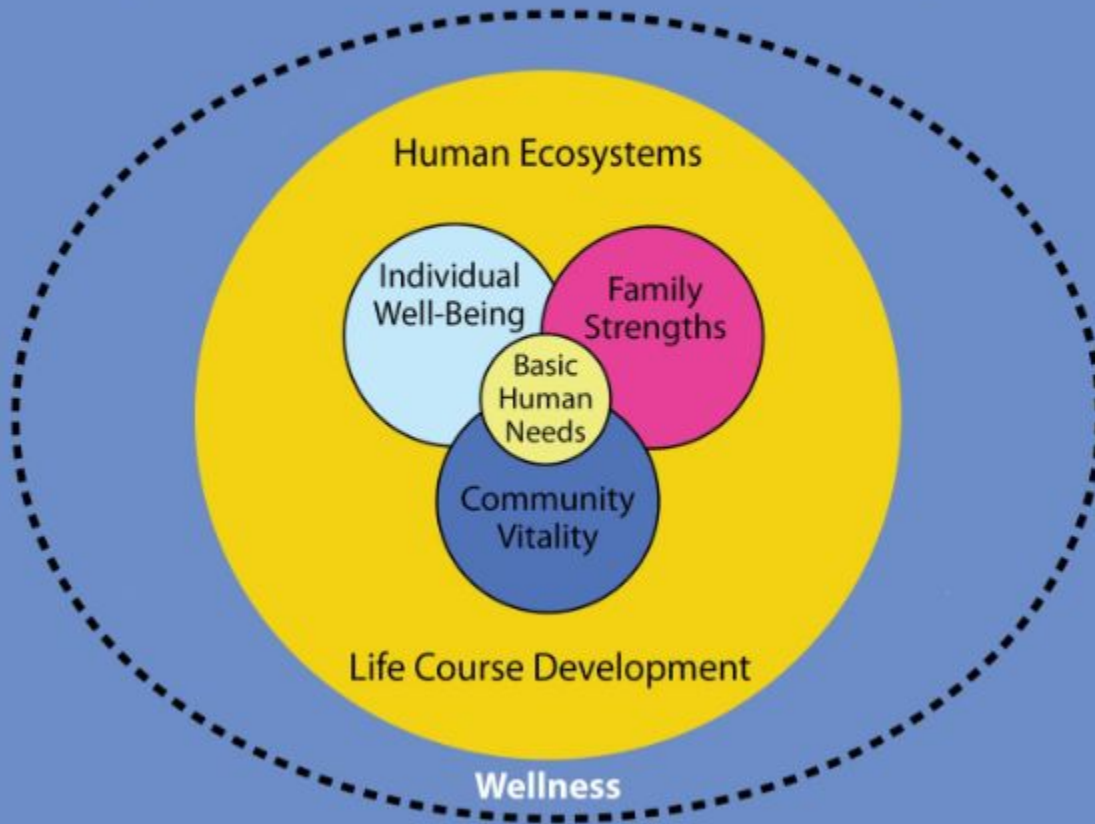 Human Ecosystems
Individual
Well-Being
Family
Strengths
Basic
Human
Needs
Community
Vitality
Life Course Development
Wellness